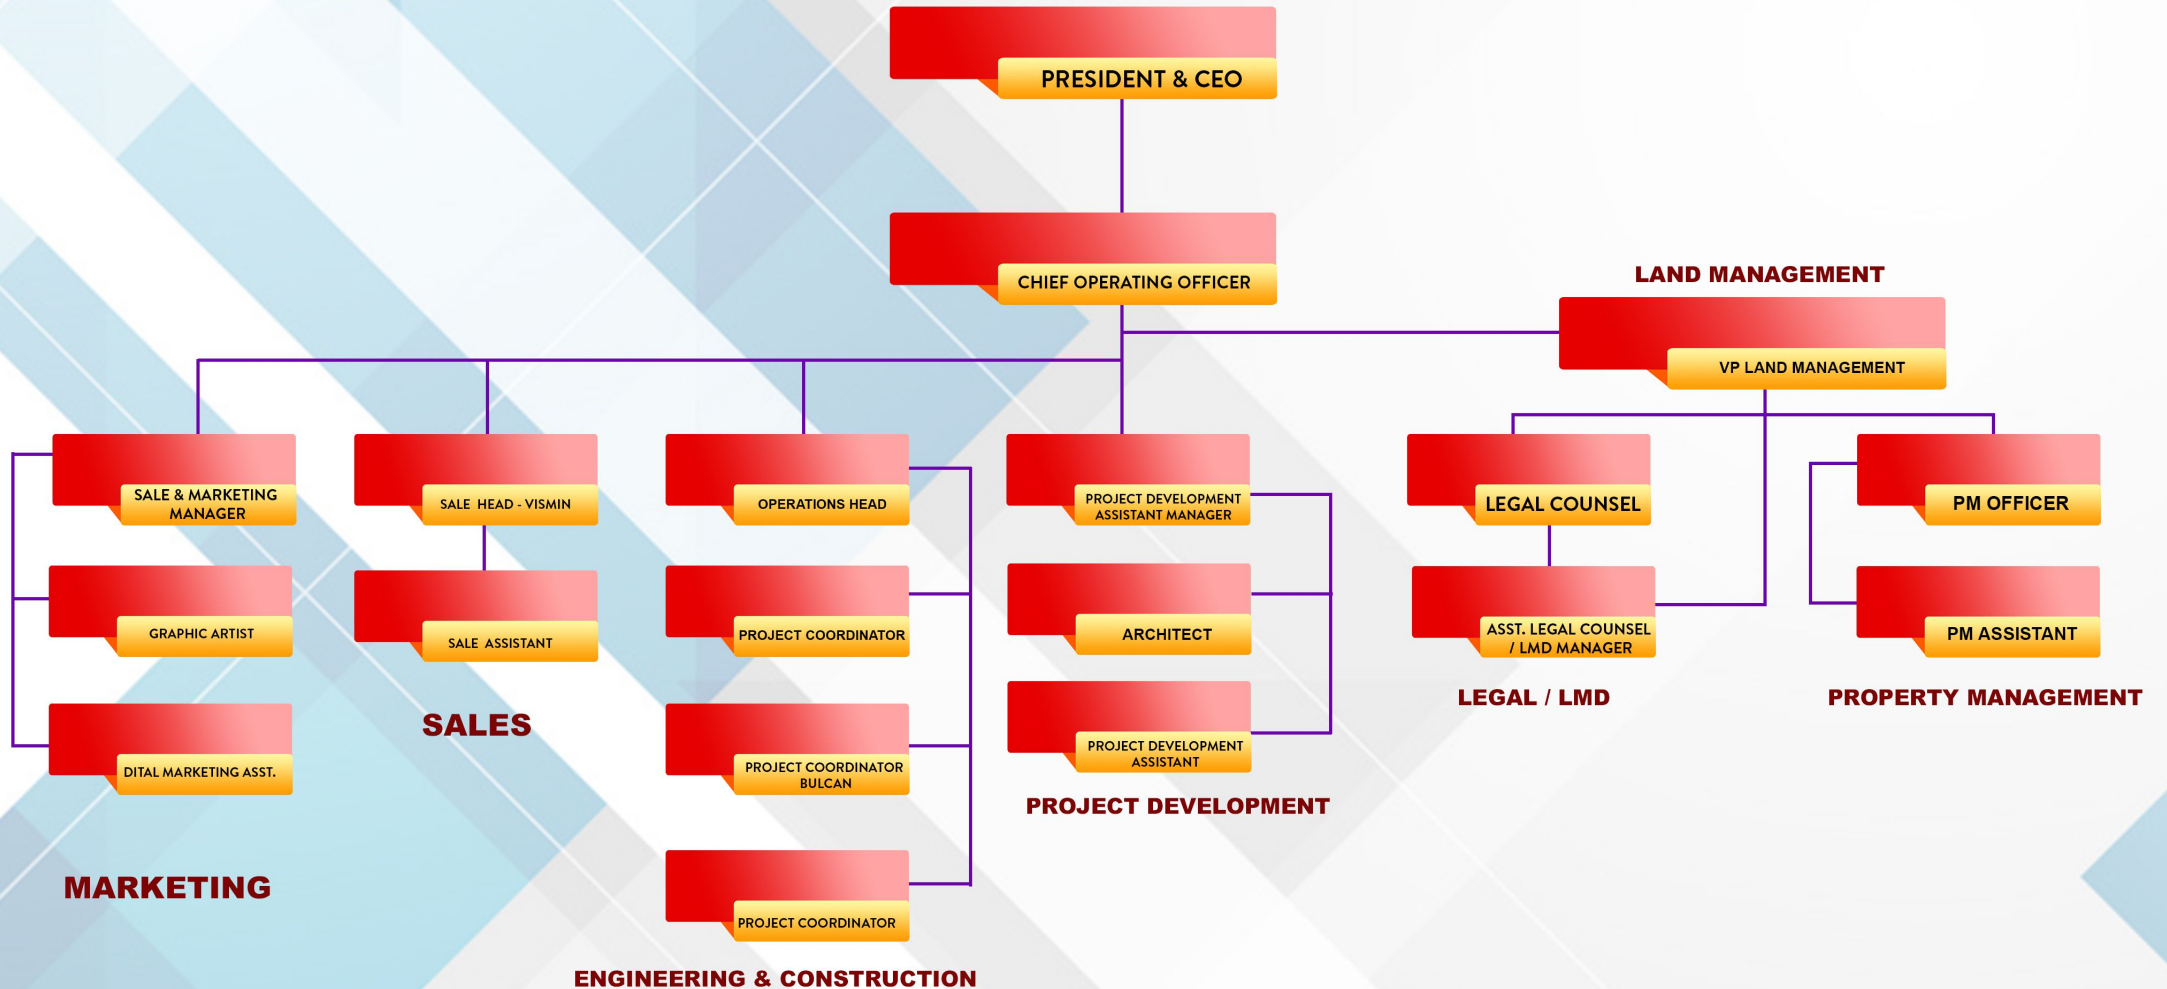 PRESIDENT & CEO
CHIEF OPERATING OFFICER
LAND MANAGEMENT
VP LAND MANAGEMENT
SALE & MARKETING
MANAGER
SALE HEAD - VISMIN
OPERATIONS HEAD
PROJECT DEVELOPMENT
ASSISTANT MANAGER
LEGAL COUNSEL
PM OFFICER
GRAPHIC ARTIST
SALE ASSISTANT
PROJECT COORDINATOR
ARCHITECT
ASST. LEGAL COUNSEL
/ LMD MANAGER
PM ASSISTANT
LEGAL / LMD
PROPERTY MANAGEMENT
SALES
DITAL MARKETING ASST.
PROJECT COORDINATOR
BULCAN
PROJECT DEVELOPMENT
ASSISTANT
PROJECT DEVELOPMENT
MARKETING
PROJECT COORDINATOR
ENGINEERING & CONSTRUCTION